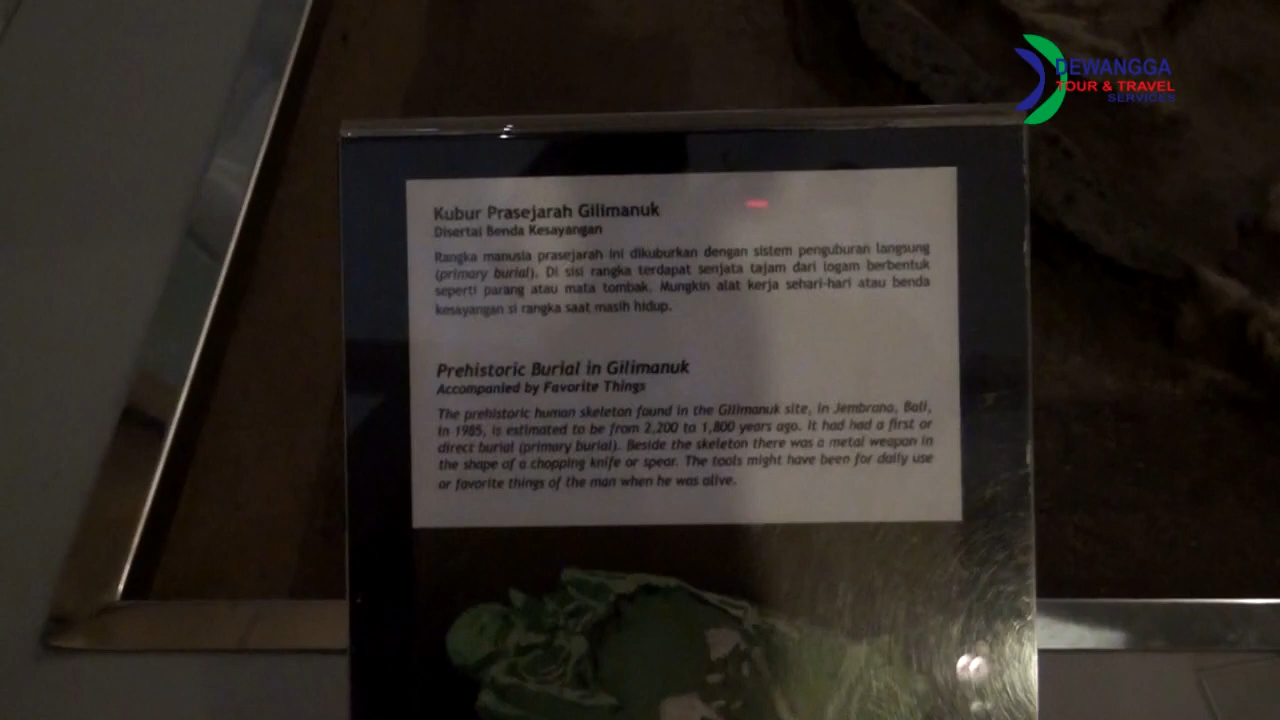 DEWANGGA
TOUR & TRAVEL
SERVICES
Kubur Prasejarah Gilimanuk
Disertai Benda Kesayangan
Rangka manusia prasejarah ini dikuburkan dengan sistem penguburan langsung
(primary burial). Di sisi rangka terdapat senjata tajam dari logam berbentuk
seperti parang atau mata tombak. Mungkin alat kerja sehari-hari atau benda
kesayangan si rangka saat masih hidup.
Prehistoric Burial in Gilimanuk
Accompanied by Favorite Things
The prehistoric human skeleton found in the Gilimanuk site, in Jembrana, Bali,
in 1985, is estimated to be from 2,200 to 1,800 years ago. It had had a first or
direct burial (primary burial). Beside the skeleton there was a metal weapon in
the shape of a chopping knife or spear. The tools might have been for daily use
or favorite things of the man when he was alive.